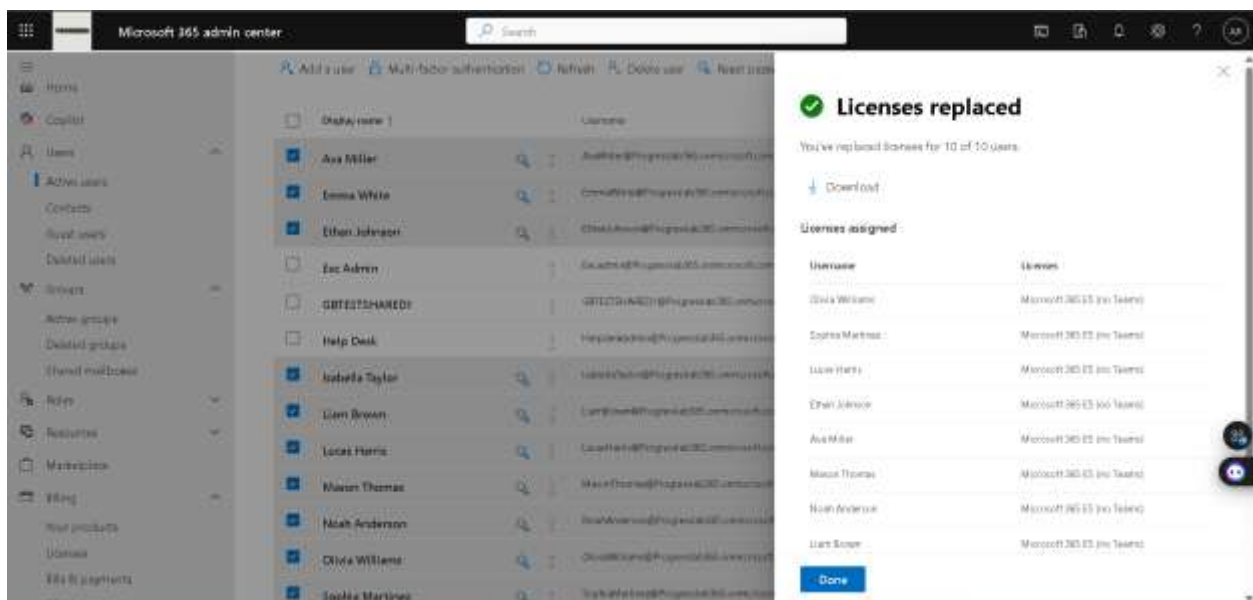 Microsoft 365 admin center
Search
Home
Copilot
Users
Active users
Contacts
Guest users
Deleted users
Groups
Active groups
Deleted groups
Shared mailboxes
Roles
Resources
Marketplace
Billing
Your products
Licenses
Bills & payments
Add a user Multi-factor authentication Refresh Delete user Reset
Display name Username
Ava Miller
Emma White
Ethan Johnson
Esc Admin
GBTESTSHARED1
Help Desk
Isabella Taylor
Liam Brown
Lucas Harris
Mason Thomas
Noah Anderson
Olivia Williams
Sophia Martinez
Licenses replaced
You've replaced licenses for 10 of 10 users.
Download
Licenses assigned
Username Licenses
Olivia Williams Microsoft 365 E5 (no Teams)
Sophia Martinez Microsoft 365 E5 (no Teams)
Lucas Harris Microsoft 365 E5 (no Teams)
Ethan Johnson Microsoft 365 E5 (no Teams)
Ava Miller Microsoft 365 E5 (no Teams)
Mason Thomas Microsoft 365 E5 (no Teams)
Noah Anderson Microsoft 365 E5 (no Teams)
Liam Brown Microsoft 365 E5 (no Teams)
Done